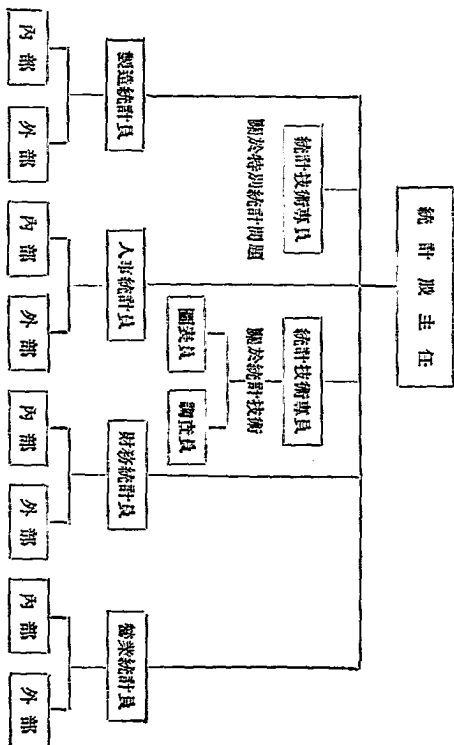 統計股主任
統計技術專員
關於特別統計問題
統計技術專員
關於統計技術
圖表員
調查員
製造統計員
內部
外部
人事統計員
內部
外部
財務統計員
內部
外部
營業統計員
內部
外部